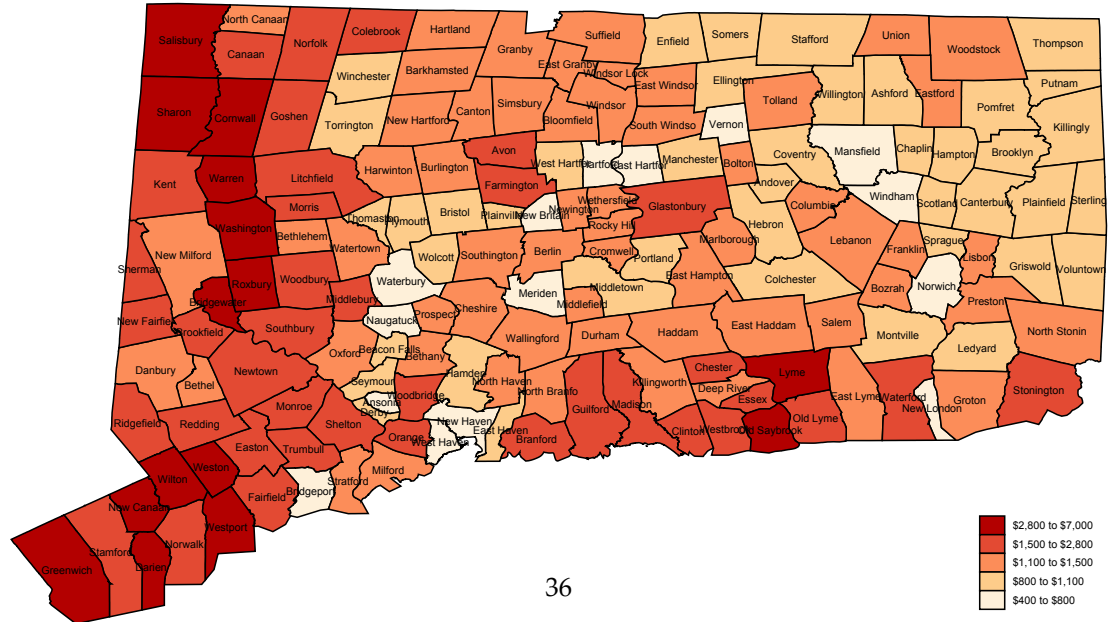 Salisbury
North Canaan
Canaan
Norfolk
Colebrook
Hartland
Granby
Suffield
East Granby
Windsor Lock
Enfield
Somers
Stafford
Union
Woodstock
Thompson
Sharon
Cornwall
Goshen
Winchester
Barkhamsted
Torrington
New Hartford
Canton
Simsbury
Bloomfield
Windsor
East Windsor
South Windso
Ellington
Vernon
Tolland
Willington
Ashford
Eastford
Pomfret
Putnam
Killingly
Kent
Warren
Litchfield
Morris
Harwinton
Burlington
Avon
Farmington
West Hartfor
Hartford
East Hartfor
Manchester
Bolton
Coventry
Andover
Mansfield
Chaplin
Hampton
Brooklyn
Windham
Scotland
Canterbury
Plainfield
Sterling
Washington
Bethlehem
Watertown
Thomaston
Plymouth
Bristol
Plainville
New Britain
Newington
Wethersfield
Rocky Hill
Glastonbury
Marlborough
Hebron
Columbia
Lebanon
Franklin
Sprague
Lisbon
Griswold
Voluntown
New Milford
Sherman
Roxbury
Bridgewater
Woodbury
Middlebury
Waterbury
Wolcott
Southington
Berlin
Cromwell
Portland
East Hampton
Middletown
Middlefield
Colchester
Bozrah
Norwich
Preston
North Stonin
New Fairfie
Brookfield
Southbury
Naugatuck
Prospect
Cheshire
Meriden
Wallingford
Durham
Haddam
East Haddam
Salem
Montville
Ledyard
Danbury
Bethel
Newtown
Oxford
Beacon Falls
Bethany
Seymour
Hamden
North Haven
North Branfo
Woodbridge
Ansonia
Derby
Killingworth
Chester
Deep River
Essex
Lyme
East Lyme
Waterford
New London
Groton
Stonington
Ridgefield
Redding
Monroe
Shelton
Orange
New Haven
East Haven
West Haven
Branford
Guilford
Madison
Clinton
Westbrook
Old Saybrook
Old Lyme
Easton
Trumbull
Milford
Stratford
Bridgeport
Fairfield
Weston
Wilton
New Canaan
Westport
Norwalk
Stamford
Darien
Greenwich
$2,800 to $7,000
$1,500 to $2,800
$1,100 to $1,500
$800 to $1,100
$400 to $800
36